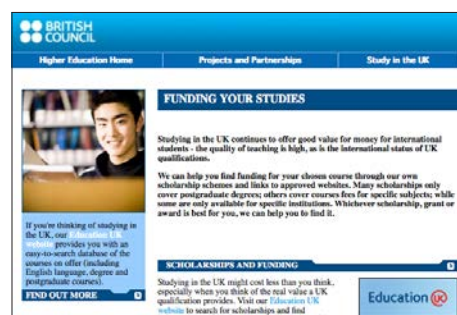 BRITISH
COUNCIL
Higher Education Home
Projects and Partnerships
Study in the UK
FUNDING YOUR STUDIES
Studying in the UK continues to offer good value for money for international
students - the quality of teaching is high, as is the international status of UK
qualifications.
We can help you find funding for your chosen course through our own
scholarship schemes and links to approved websites. Many scholarships only
cover postgraduate degrees; others cover courses fees for specific subjects; while
some are only available for specific institutions. Whichever scholarship, grant or
award is best for you, we can help you to find it.
If you're thinking of studying in
the UK, our Education UK
website provides you with an
easy-to-search database of the
courses on offer (including
English language, degree and
postgraduate courses).
FIND OUT MORE
SCHOLARSHIPS AND FUNDING
Studying in the UK might cost less than you think,
especially when you think of the real value a UK
qualification provides. Visit our Education UK
website to search for scholarships and find
Education UK